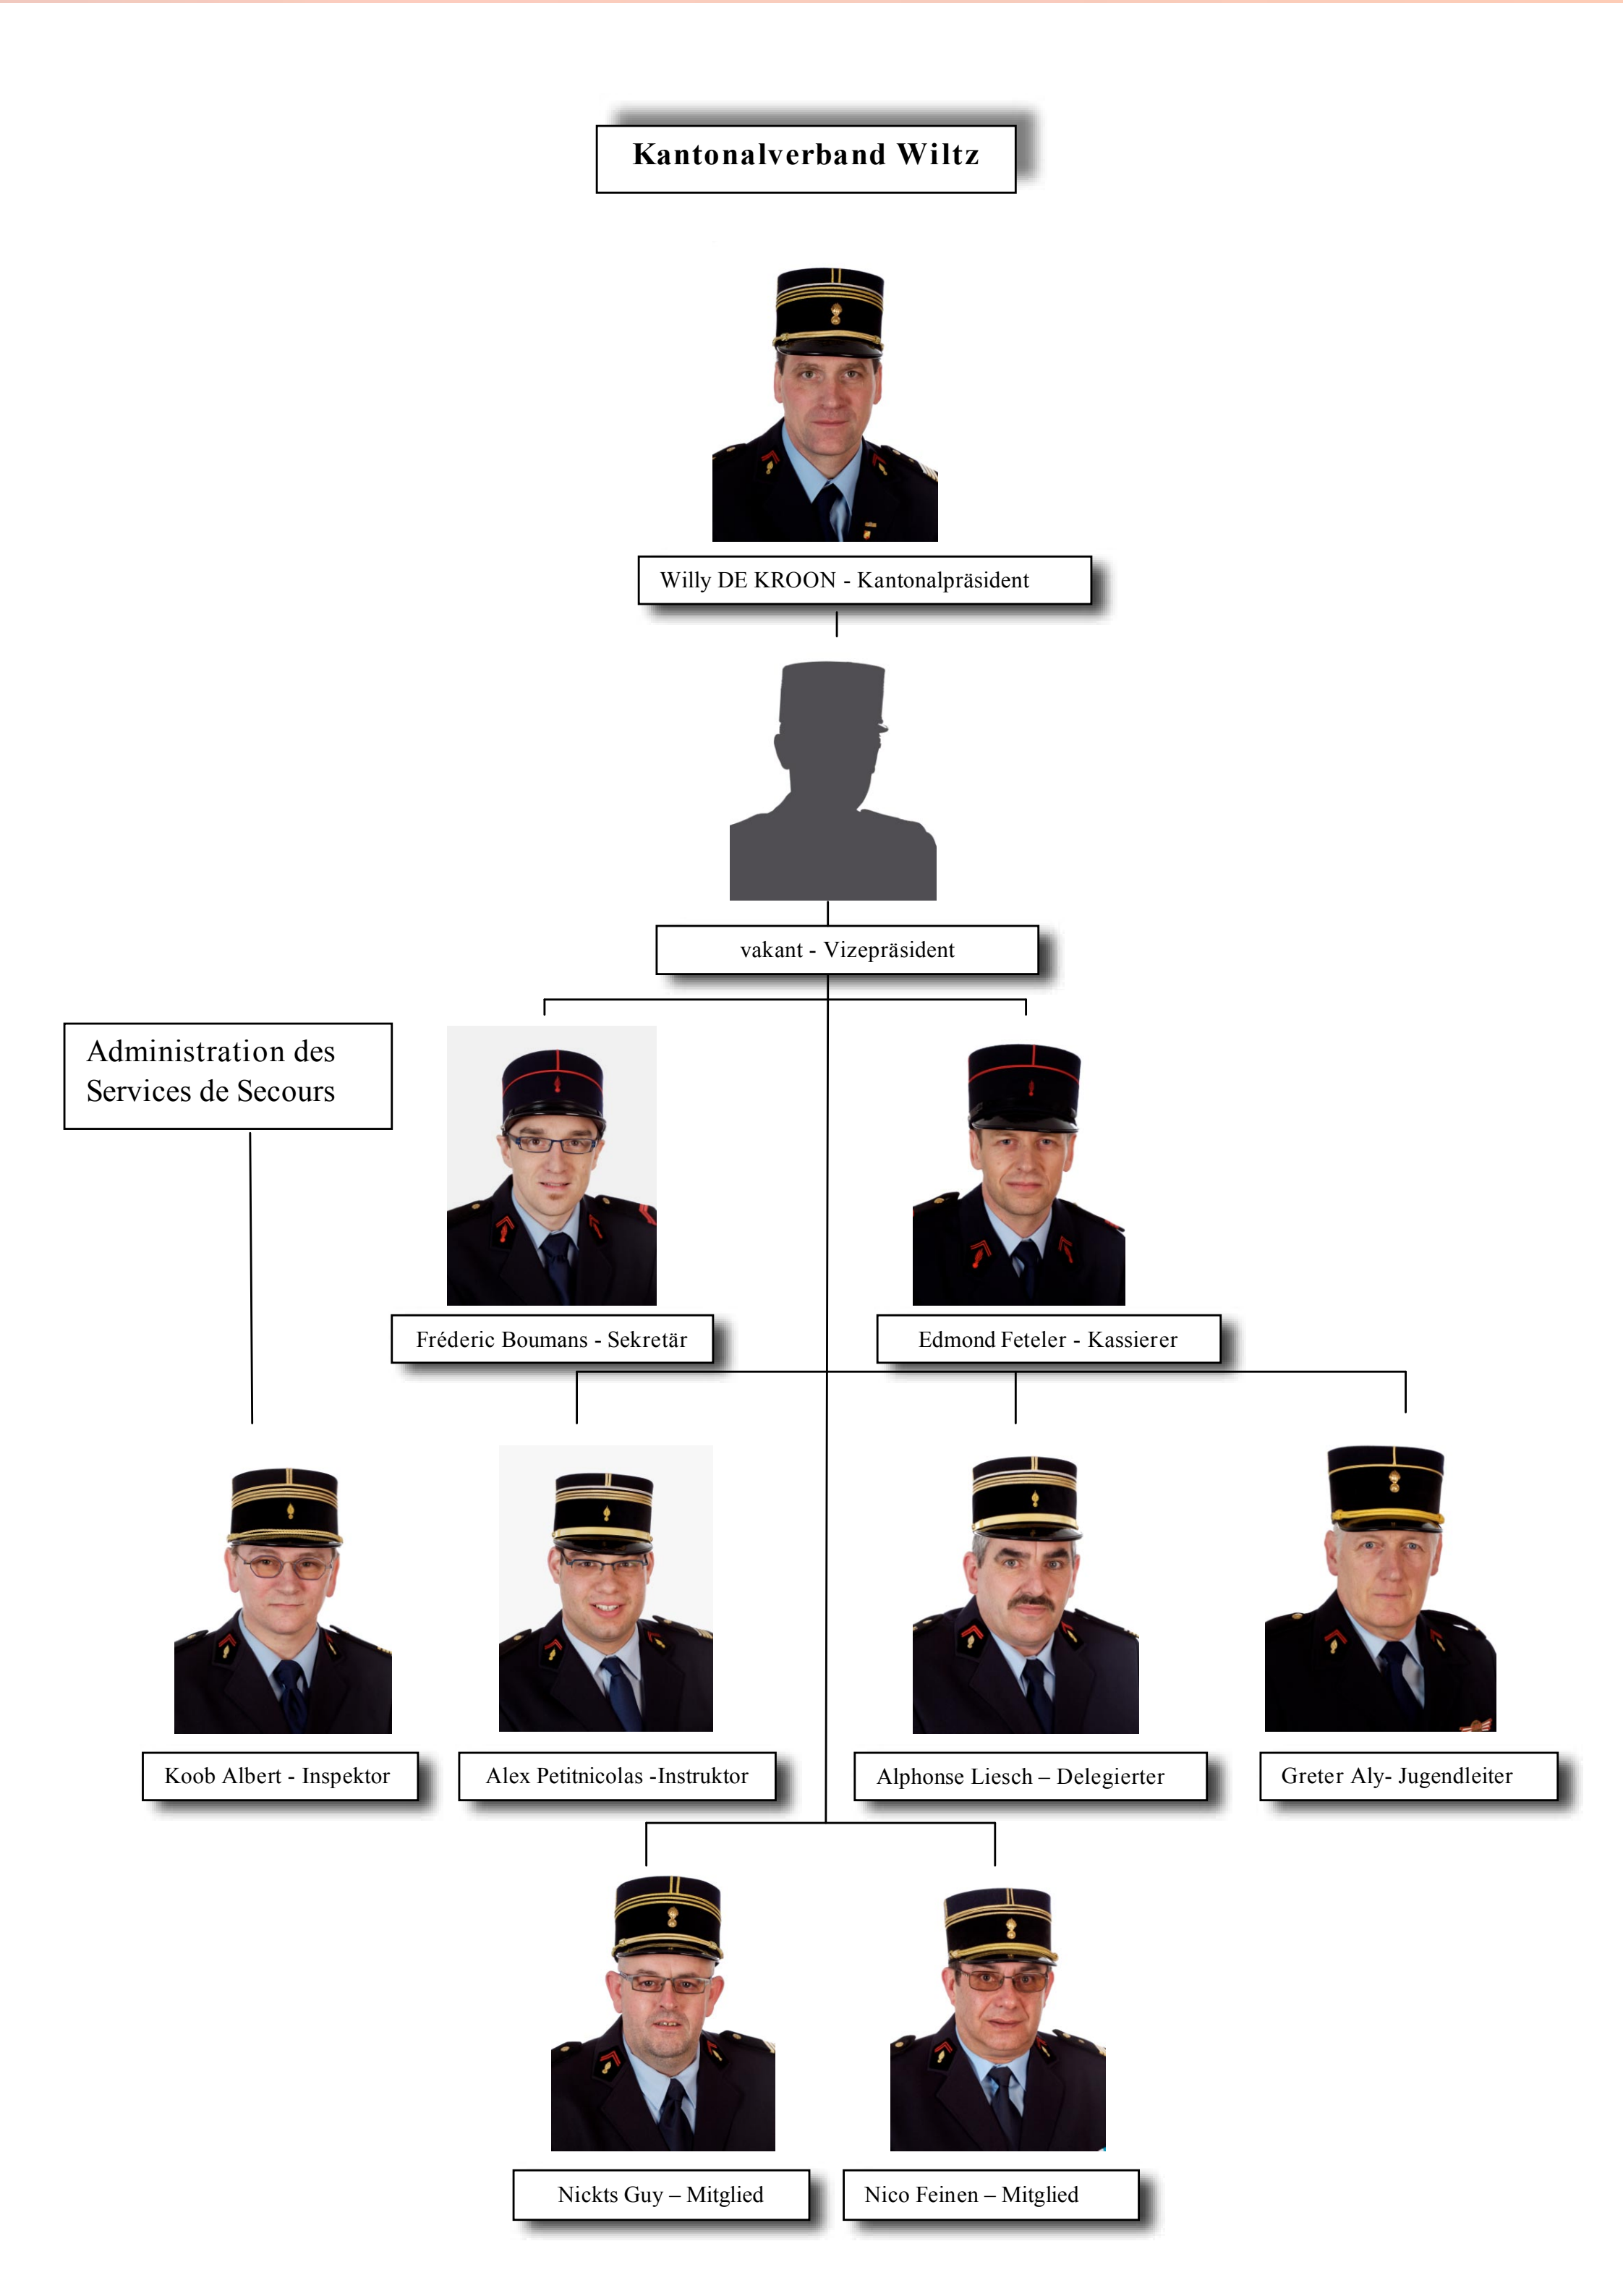 Kantonalverband Wiltz
Willy DE KROON - Kantonalpräsident
vakant - Vizepräsident
Administration des
Services de Secours
Fréderic Boumans - Sekretär
Edmond Feteler - Kassierer
Koob Albert - Inspektor
Alex Petitnicolas -Instruktor
Alphonse Liesch – Delegierter
Greter Aly- Jugendleiter
Nickts Guy – Mitglied
Nico Feinen – Mitglied